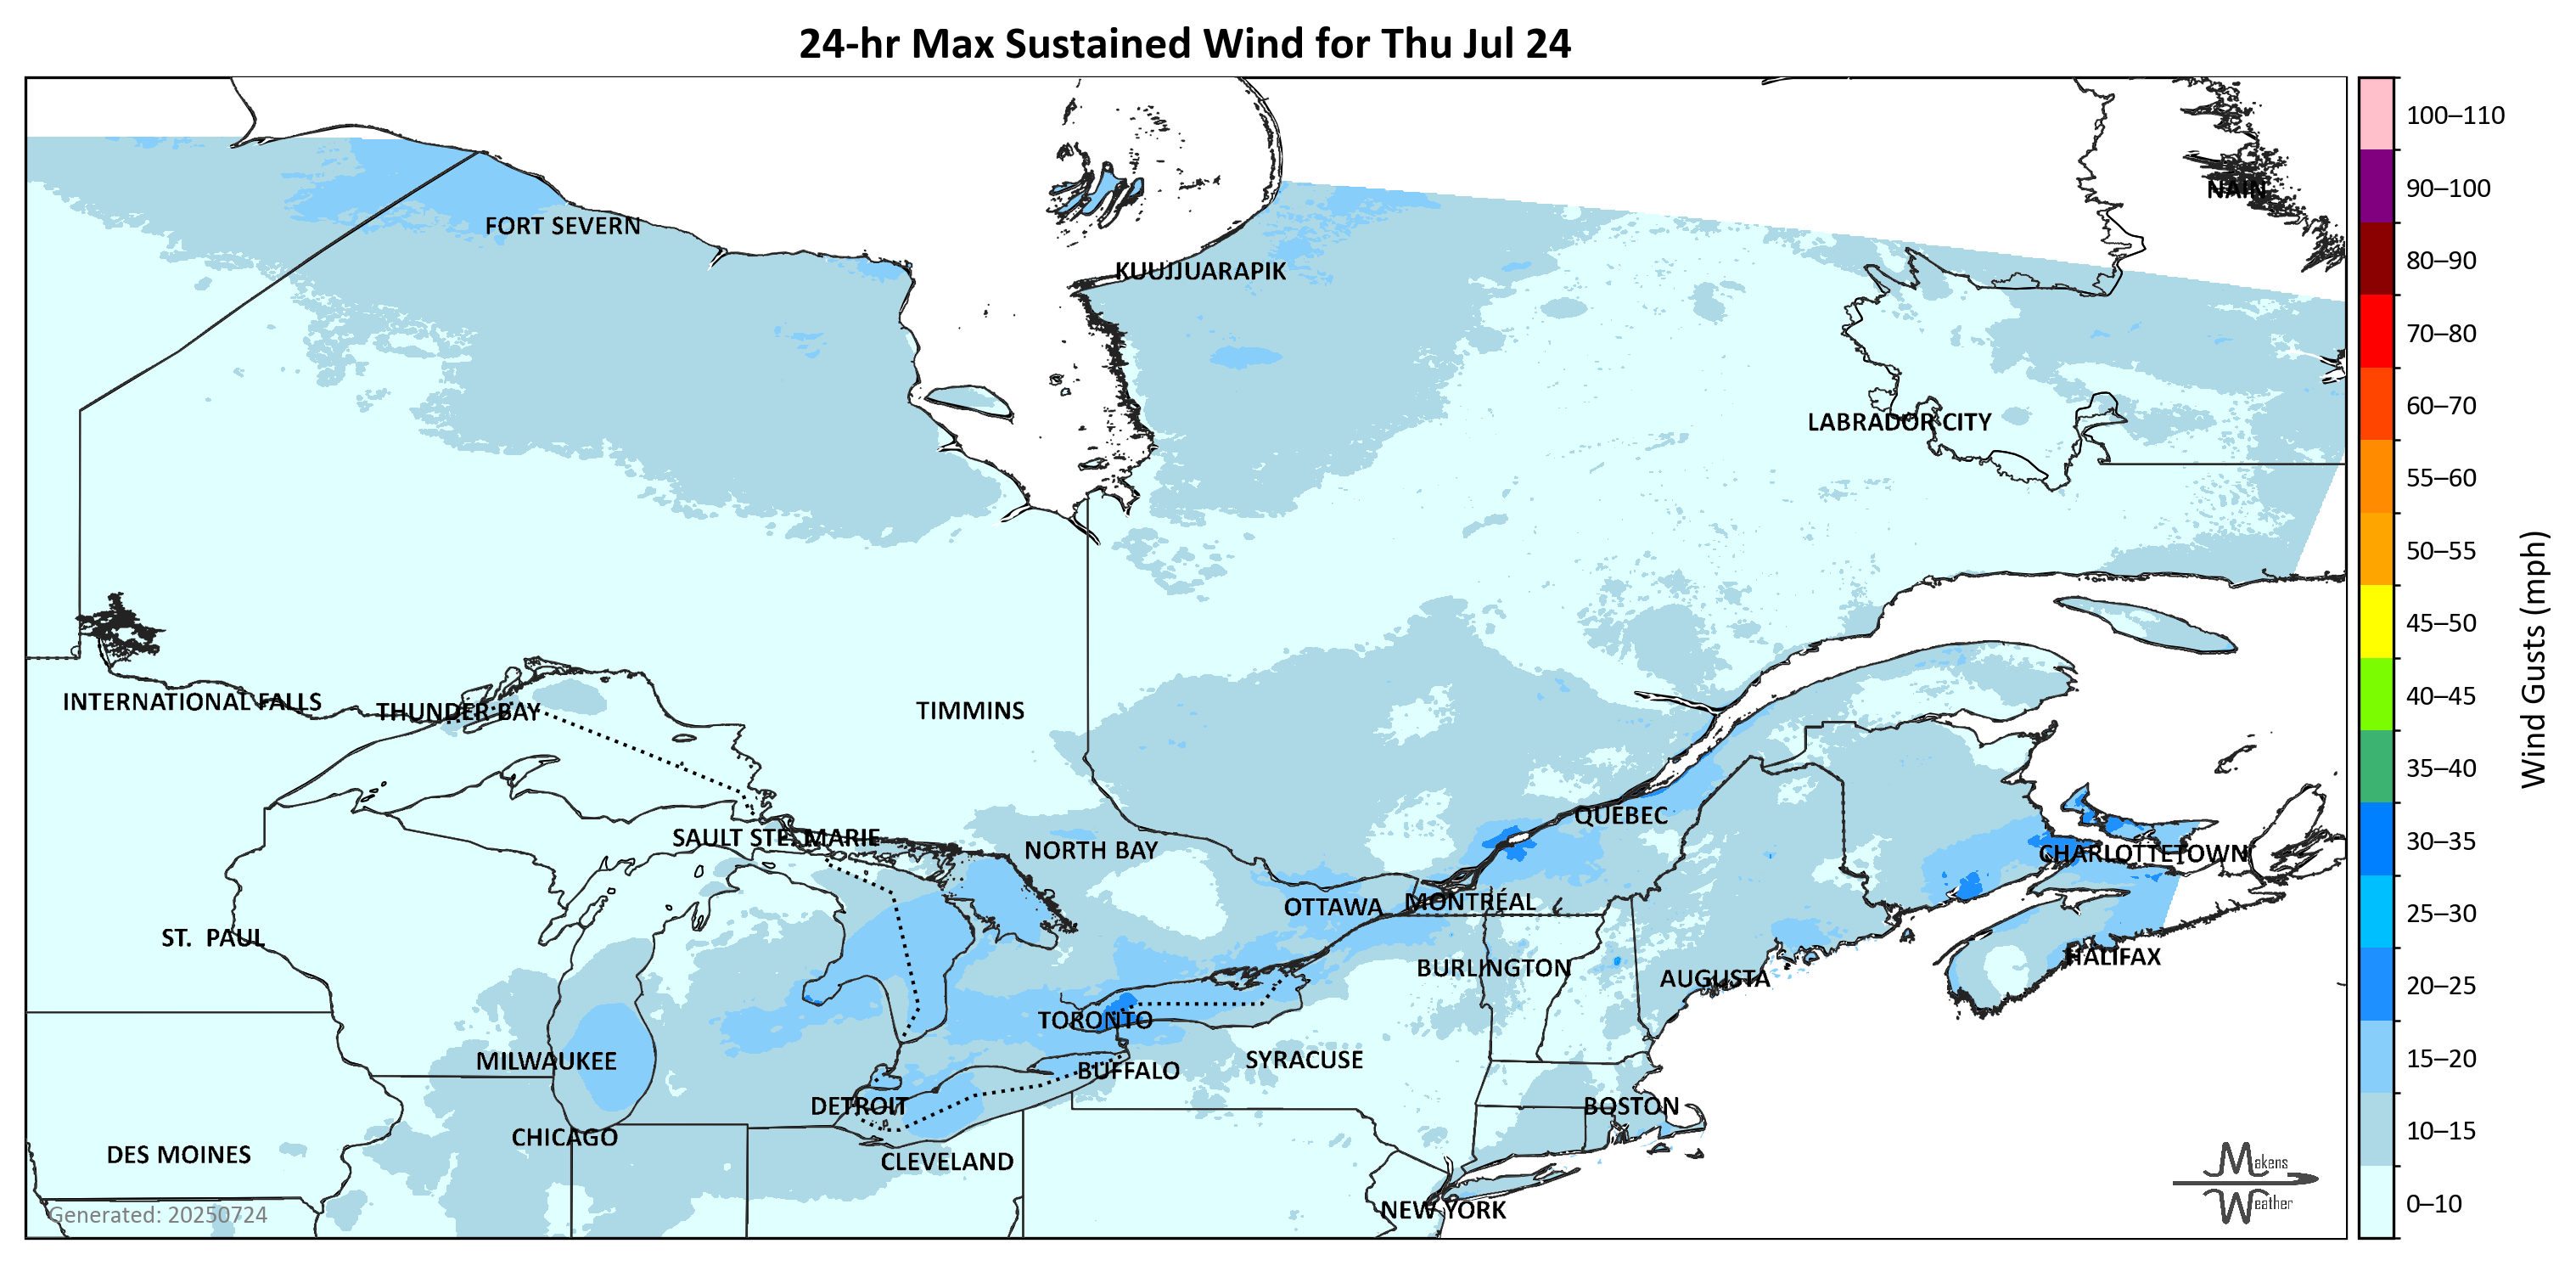 24-hr Max Sustained Wind for Thu Jul 24
100–110
90–100
NAIN
FORT SEVERN
80–90
KUUJJUARAPIK
70–80
60–70
LABRADOR CITY
55–60
50–55
45–50
Wind Gusts (mph)
40–45
INTERNATIONAL FALLS
THUNDER BAY
TIMMINS
35–40
QUEBEC
30–35
SAULT STE. MARIE
NORTH BAY
CHARLOTTETOWN
OTTAWA
MONTRÉAL
25–30
ST. PAUL
HALIFAX
BURLINGTON
AUGUSTA
20–25
TORONTO
MILWAUKEE
SYRACUSE
15–20
BUFFALO
DETROIT
BOSTON
CHICAGO
10–15
DES MOINES
CLEVELAND
Makens
Weather
0–10
NEW YORK
Generated: 20250724